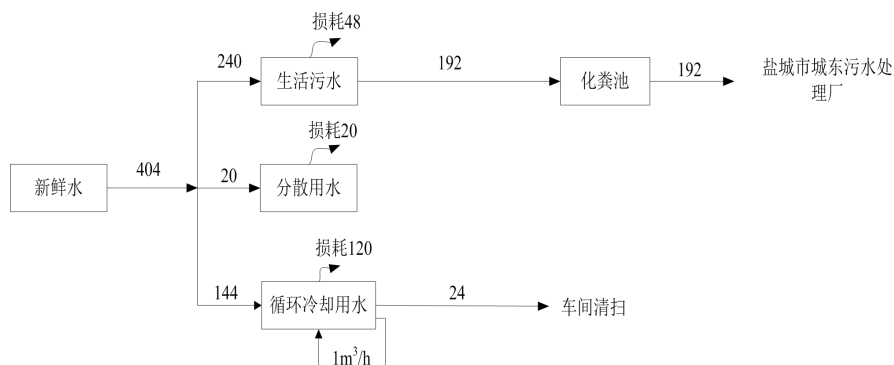 损耗48
240
生活污水
192
化粪池
192
盐城市城东污水处
理厂
损耗20
新鲜水
404
20
分散用水
损耗120
144
循环冷却用水
24
车间清扫
1m³/h